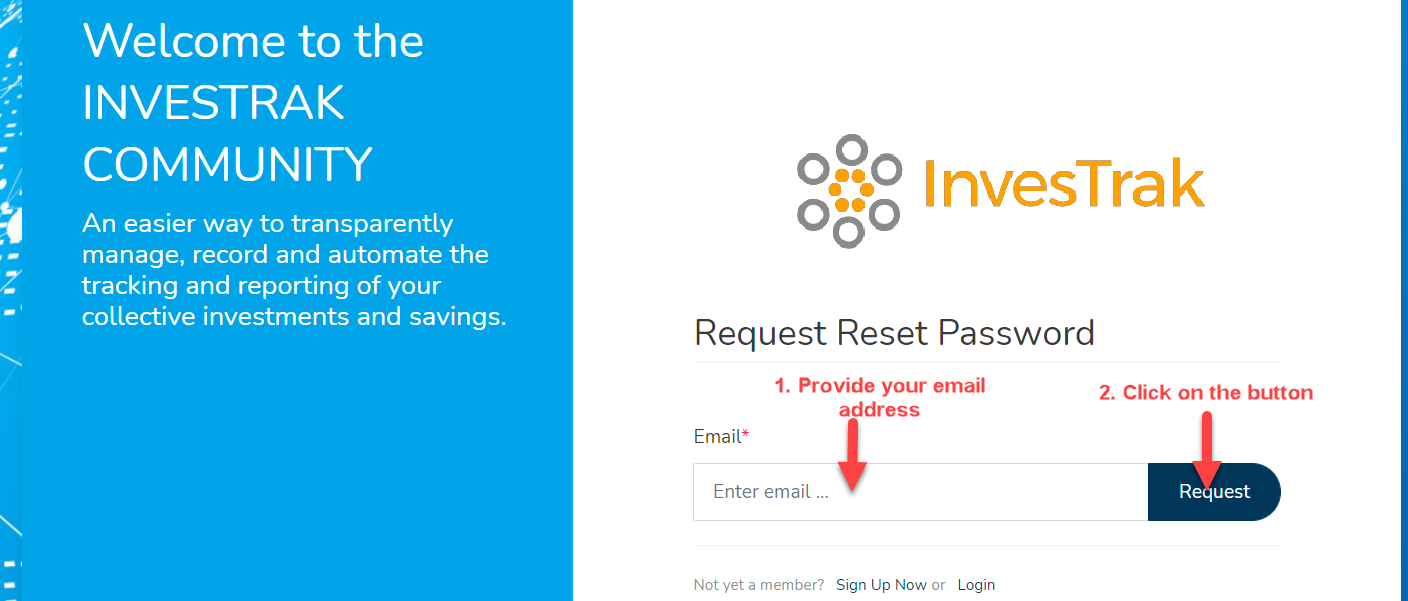 Welcome to the
INVESTRAK
COMMUNITY
An easier way to transparently
manage, record and automate the
tracking and reporting of your
collective investments and savings.
InvesTrak
Request Reset Password
1. Provide your email
address
2. Click on the button
Email*
Enter email ...
Request
Not yet a member? Sign Up Now or Login